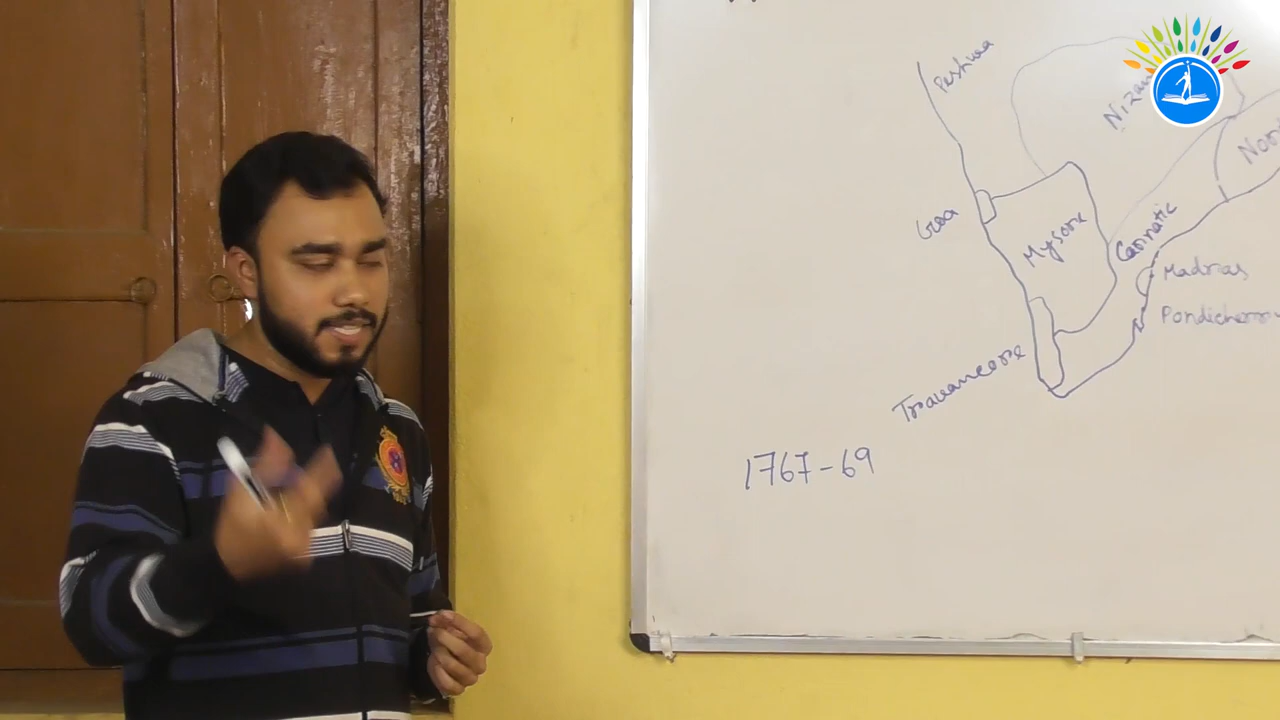 Peshwa
Nizam
Goa
Mysore
Carnatic
Madras
Pondicherry
Travancore
1767-69